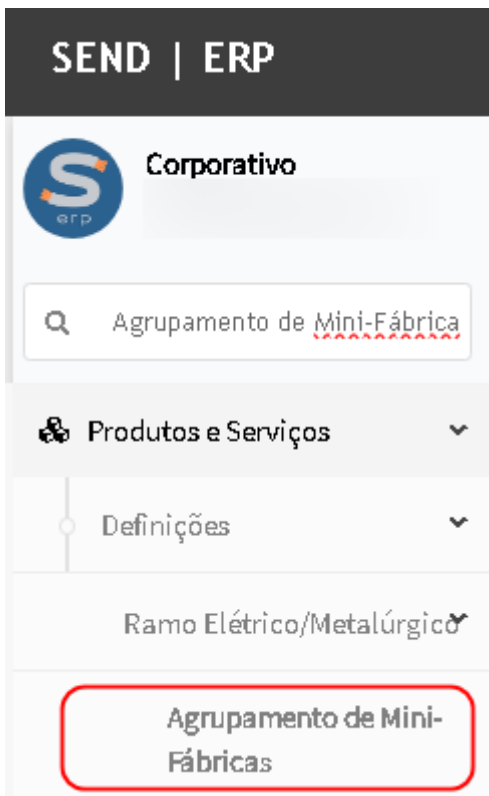 SEND | ERP
Corporativo
S
erp
Agrupamento de Mini-Fábrica
Produtos e Serviços
Definições
Ramo Elétrico/Metalúrgico
Agrupamento de Mini-
Fábricas